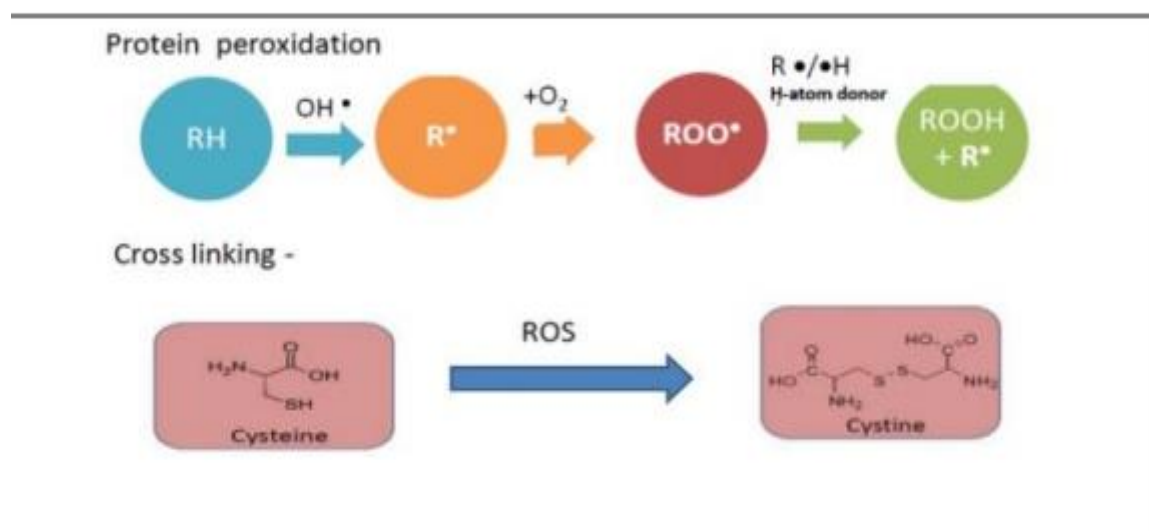 Protein peroxidation
RH
OH •
R•
+O₂
ROO•
R •/•H
H-atom donor
ROOH
+ R•
Cross linking -
H₂N
O
OH
SH
Cysteine
ROS
O
HO
NH₂
S
S
HO
O
NH₂
Cystine